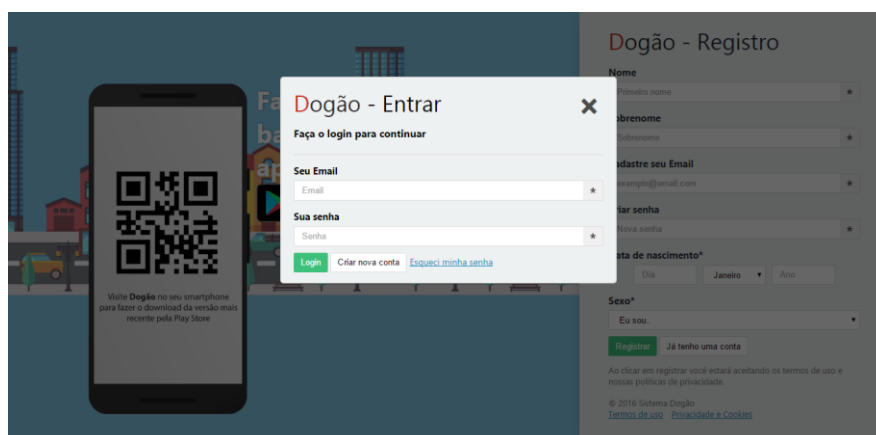 Dogão - Registro
Nome
Primeiro nome
Fa
Dogão - Entrar
ba
Faça o login para continuar
obrenome
Sobrenome
ap
adastre seu Email
Seu Email
exemplo@email.com
Email
riar senha
Sua senha
Nova senha
Senha
ata de nascimento*
Login Criar nova conta Esqueci minha senha
Dia Janeiro Ano
Visite Dogão no seu smartphone
para fazer o download da versão mais
recente pela Play Store
Sexo*
Eu sou..
Registrar Já tenho uma conta
Ao clicar em registrar você estará aceitando os termos de uso e
nossas políticas de privacidade.
© 2016 Sistema Dogão
Termos de uso Privacidade e Cookies